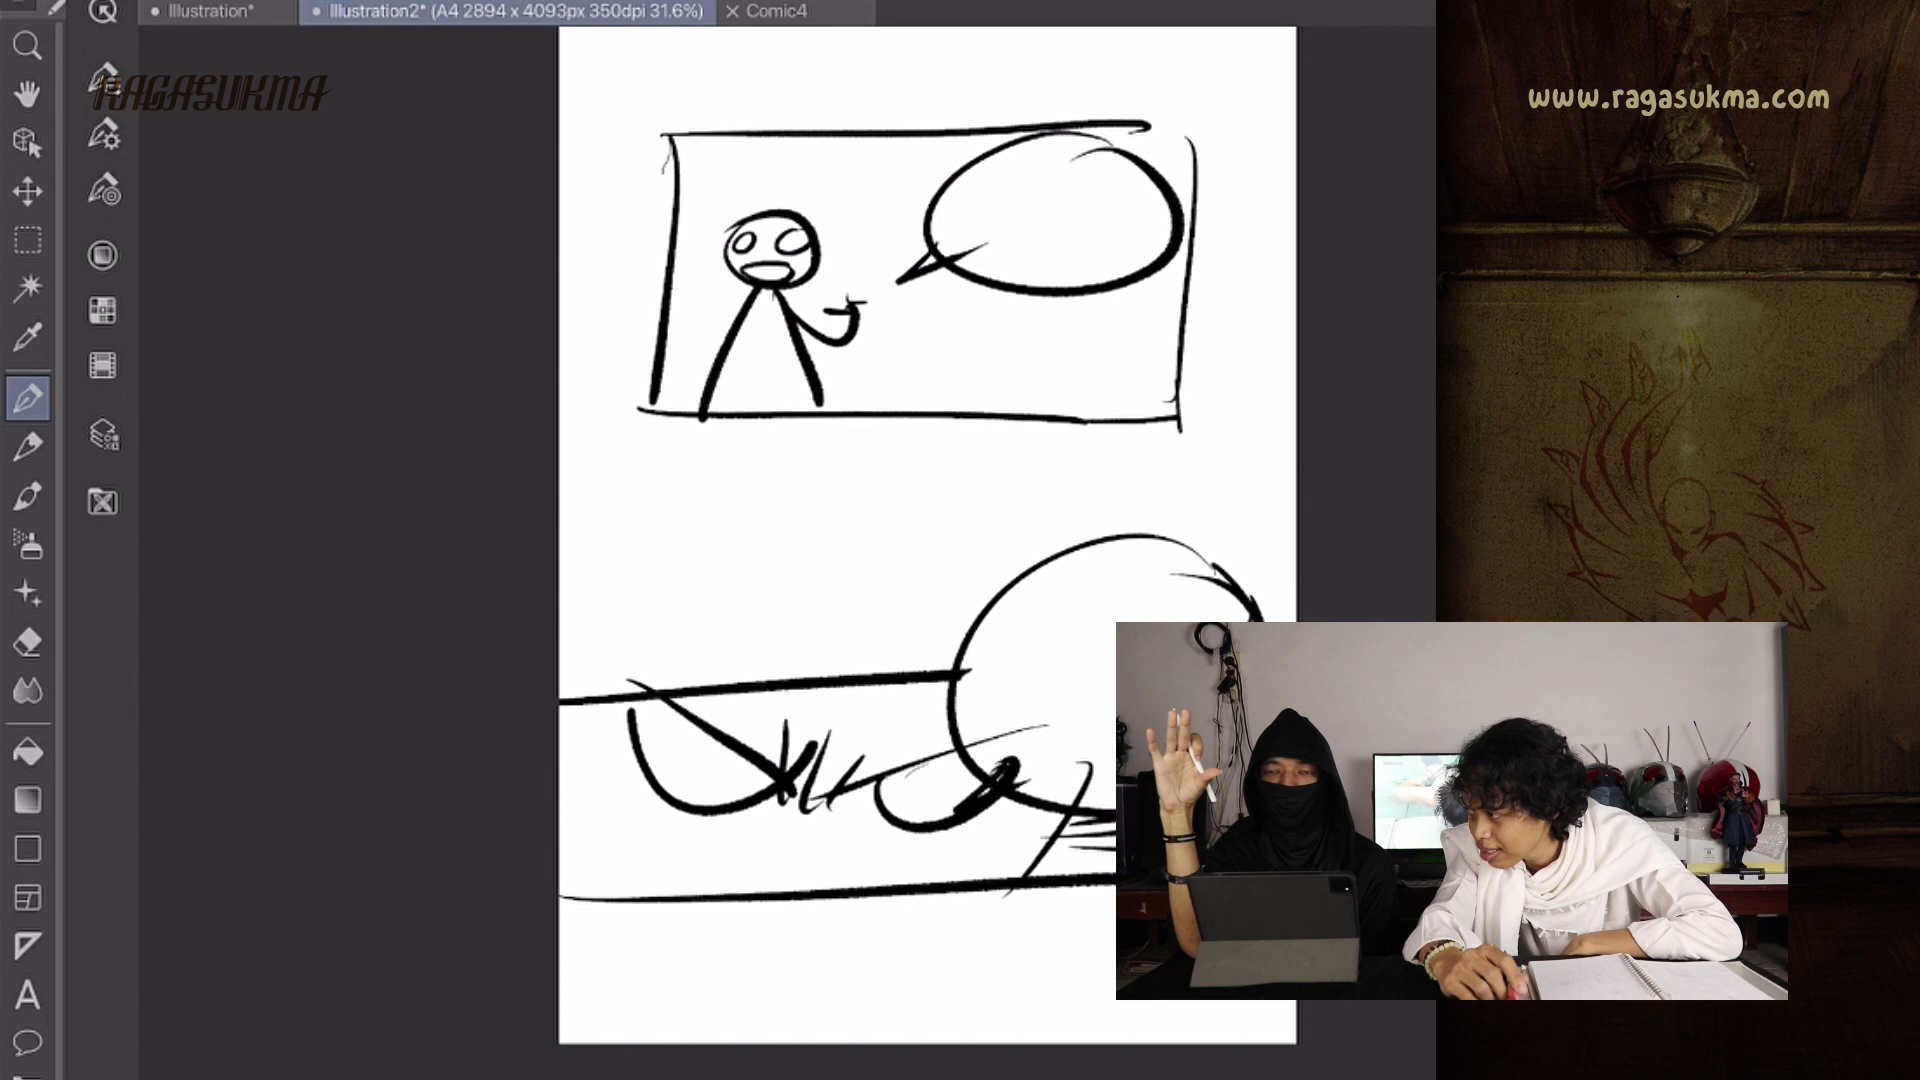 Illustration*
Illustration2* (A4 2894 x 4093px 350dpi 31.6%)
Comic4
RAGASUKMA
www.ragasukma.com
A